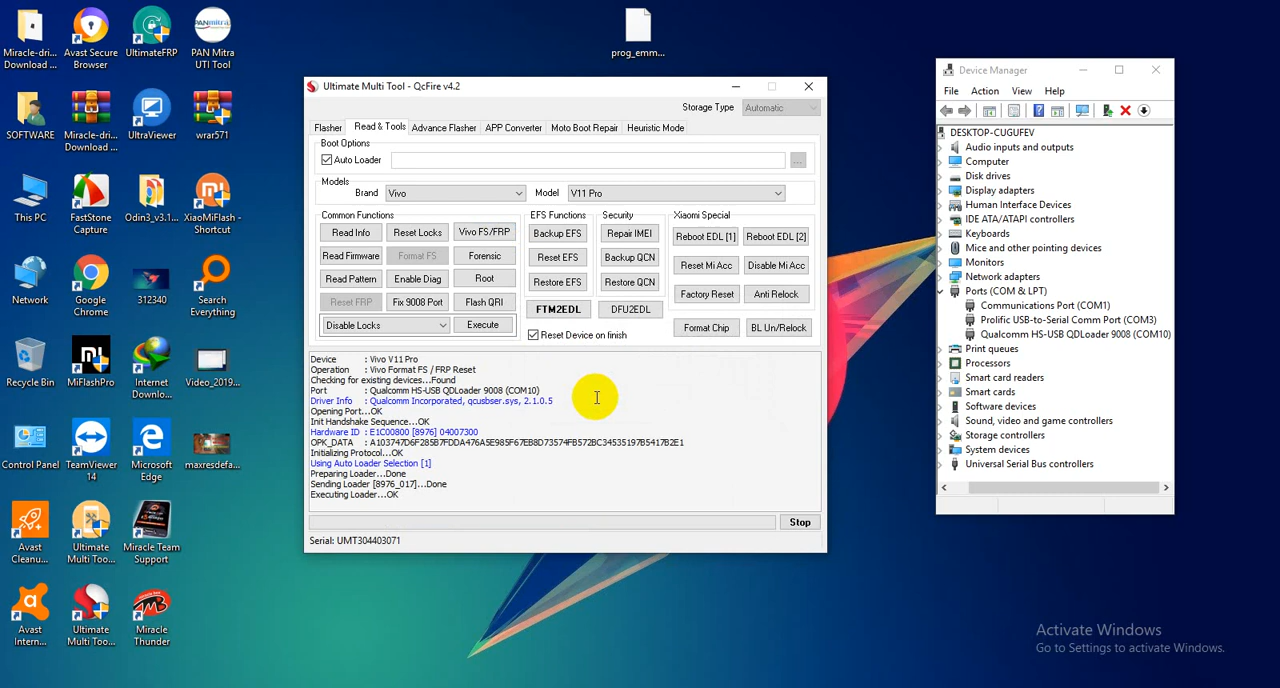 Miracle-dri...
Download ...
Avast Secure
Browser
UltimateFRP
PANmitra
PAN Mitra
UTI Tool
SOFTWARE
Miracle-dri...
Download ...
UltraViewer
wrar571
This PC
FastStone
Capture
Odin3_v3.1...
XiaoMiFlash -
Shortcut
Network
Google
Chrome
312340
Search
Everything
Recycle Bin
MiFlashPro
Internet
Downlo...
Video_2019...
Control Panel
TeamViewer
14
Microsoft
Edge
maxresdefa...
Avast
Cleanu...
Ultimate
Multi Too...
Miracle Team
Support
Avast
Intern...
Ultimate
Multi Too...
Miracle
Thunder
prog_emm...
Ultimate Multi Tool - QcFire v4.2
Storage Type Automatic
Flasher Read & Tools Advance Flasher APP Converter Moto Boot Repair Heuristic Mode
Boot Options
Auto Loader ...
Models
Brand Vivo Model V11 Pro
Common Functions EFS Functions Security Xiaomi Special
Read Info Reset Locks Vivo FS/FRP Backup EFS Repair IMEI Reboot EDL [1] Reboot EDL [2]
Read Firmware Format FS Forensic Reset EFS Backup QCN Reset Mi Acc Disable Mi Acc
Read Pattern Enable Diag Root Restore EFS Restore QCN Factory Reset Anti Relock
Reset FRP Fix 9008 Port Flash QRI FTM2EDL DFU2EDL
Disable Locks Execute Reset Device on finish Format Chip BL Un/Relock
Device : Vivo V11 Pro
Operation : Vivo Format FS / FRP Reset
Checking for existing devices...Found
Port : Qualcomm HS-USB QDLoader 9008 (COM10)
Driver Info : Qualcomm Incorporated, qcusbser.sys, 2.1.0.5
Opening Port...OK
Init Handshake Sequence...OK
Hardware ID : E1C00800 [8976] 04007300
OPK_DATA : A103747D6F285B7FDDA476A5E985F67EB8D73574FB572BC34535197B5417B2E1
Initializing Protocol...OK
Using Auto Loader Selection [1]
Preparing Loader...Done
Sending Loader [8976_017]...Done
Executing Loader...OK
Stop
Serial: UMT304403071
Device Manager
File Action View Help
DESKTOP-CUGUFEV
Audio inputs and outputs
Computer
Disk drives
Display adapters
Human Interface Devices
IDE ATA/ATAPI controllers
Keyboards
Mice and other pointing devices
Monitors
Network adapters
Ports (COM & LPT)
Communications Port (COM1)
Prolific USB-to-Serial Comm Port (COM3)
Qualcomm HS-USB QDLoader 9008 (COM10)
Print queues
Processors
Smart card readers
Smart cards
Software devices
Sound, video and game controllers
Storage controllers
System devices
Universal Serial Bus controllers
Activate Windows
Go to Settings to activate Windows.